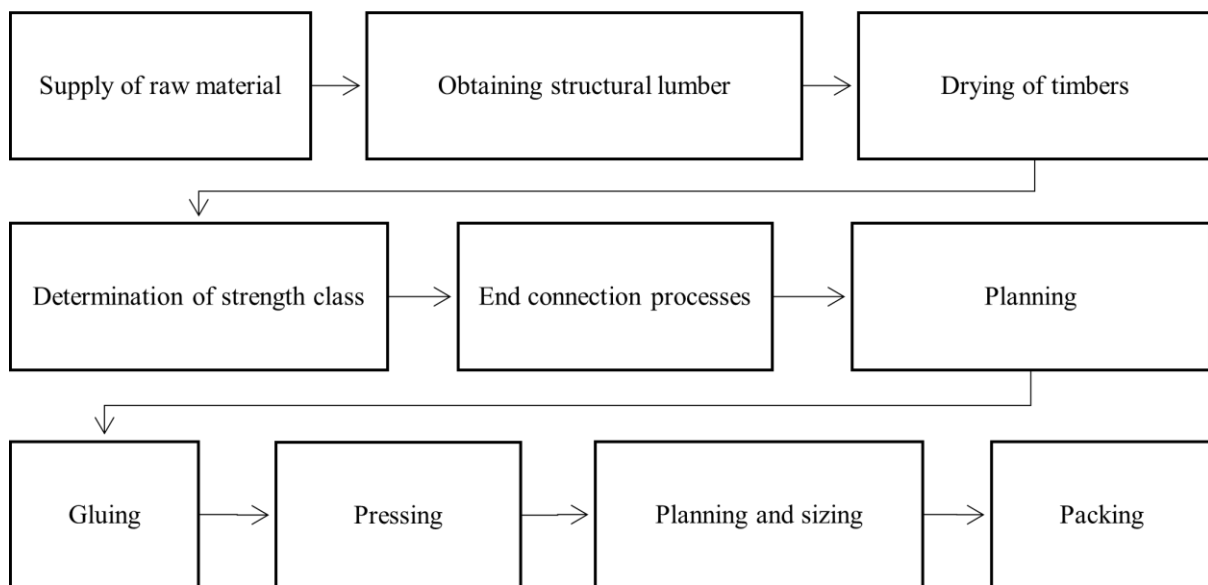 Supply of raw material
Obtaining structural lumber
Drying of timbers
Determination of strength class
End connection processes
Planning
Gluing
Pressing
Planning and sizing
Packing